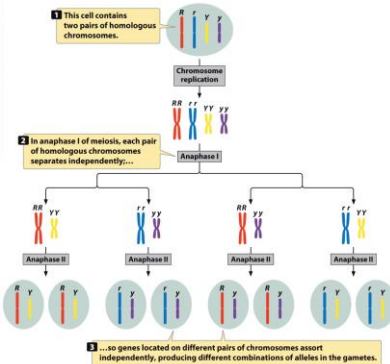 1 This cell contains
two pairs of homologous
chromosomes.
R r Y y
Chromosome
replication
RR rr YY yy
2 In anaphase I of meiosis, each pair
of homologous chromosomes
separates independently;…
Anaphase I
RR YY
rr yy
RR yy
rr YY
Anaphase II
Anaphase II
Anaphase II
Anaphase II
R Y
R Y
r y
r y
R y
R y
r Y
r Y
3 …so genes located on different pairs of chromosomes assort
independently, producing different combinations of alleles in the gametes.